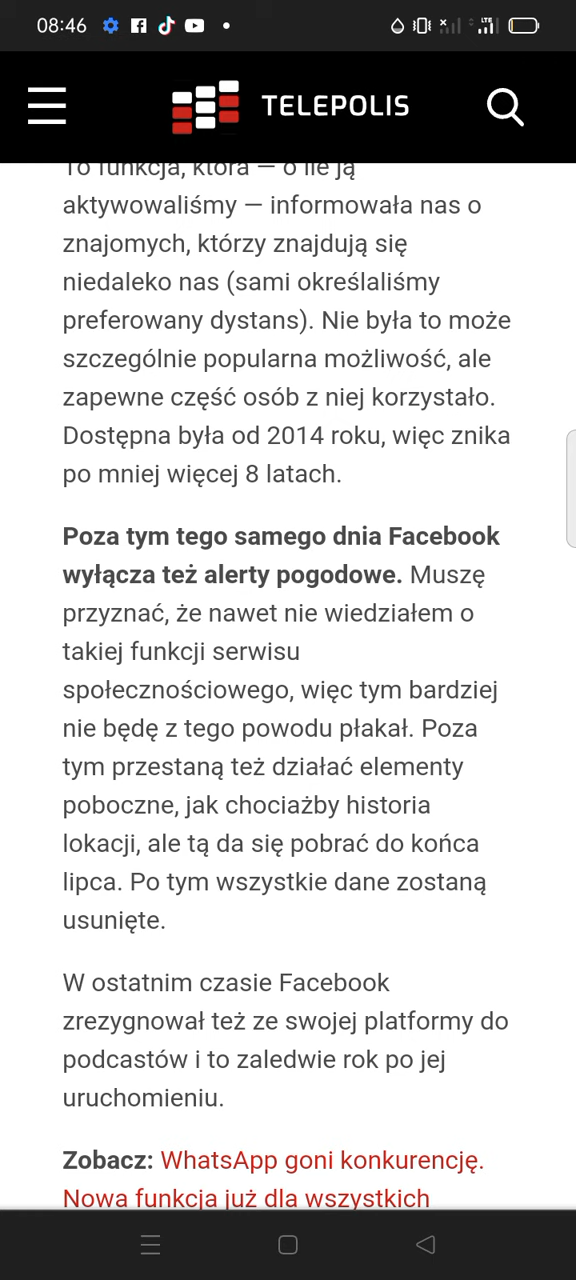 08:46
LTE
TELEPOLIS
To funkcja, która — o ile ją
aktywowaliśmy — informowała nas o
znajomych, którzy znajdują się
niedaleko nas (sami określaliśmy
preferowany dystans). Nie była to może
szczególnie popularna możliwość, ale
zapewne część osób z niej korzystało.
Dostępna była od 2014 roku, więc znika
po mniej więcej 8 latach.
Poza tym tego samego dnia Facebook
wyłącza też alerty pogodowe. Muszę
przyznać, że nawet nie wiedziałem o
takiej funkcji serwisu
społecznościowego, więc tym bardziej
nie będę z tego powodu płakał. Poza
tym przestaną też działać elementy
poboczne, jak chociażby historia
lokacji, ale tą da się pobrać do końca
lipca. Po tym wszystkie dane zostaną
usunięte.
W ostatnim czasie Facebook
zrezygnował też ze swojej platformy do
podcastów i to zaledwie rok po jej
uruchomieniu.
Zobacz: WhatsApp goni konkurencję.
Nowa funkcja już dla wszystkich